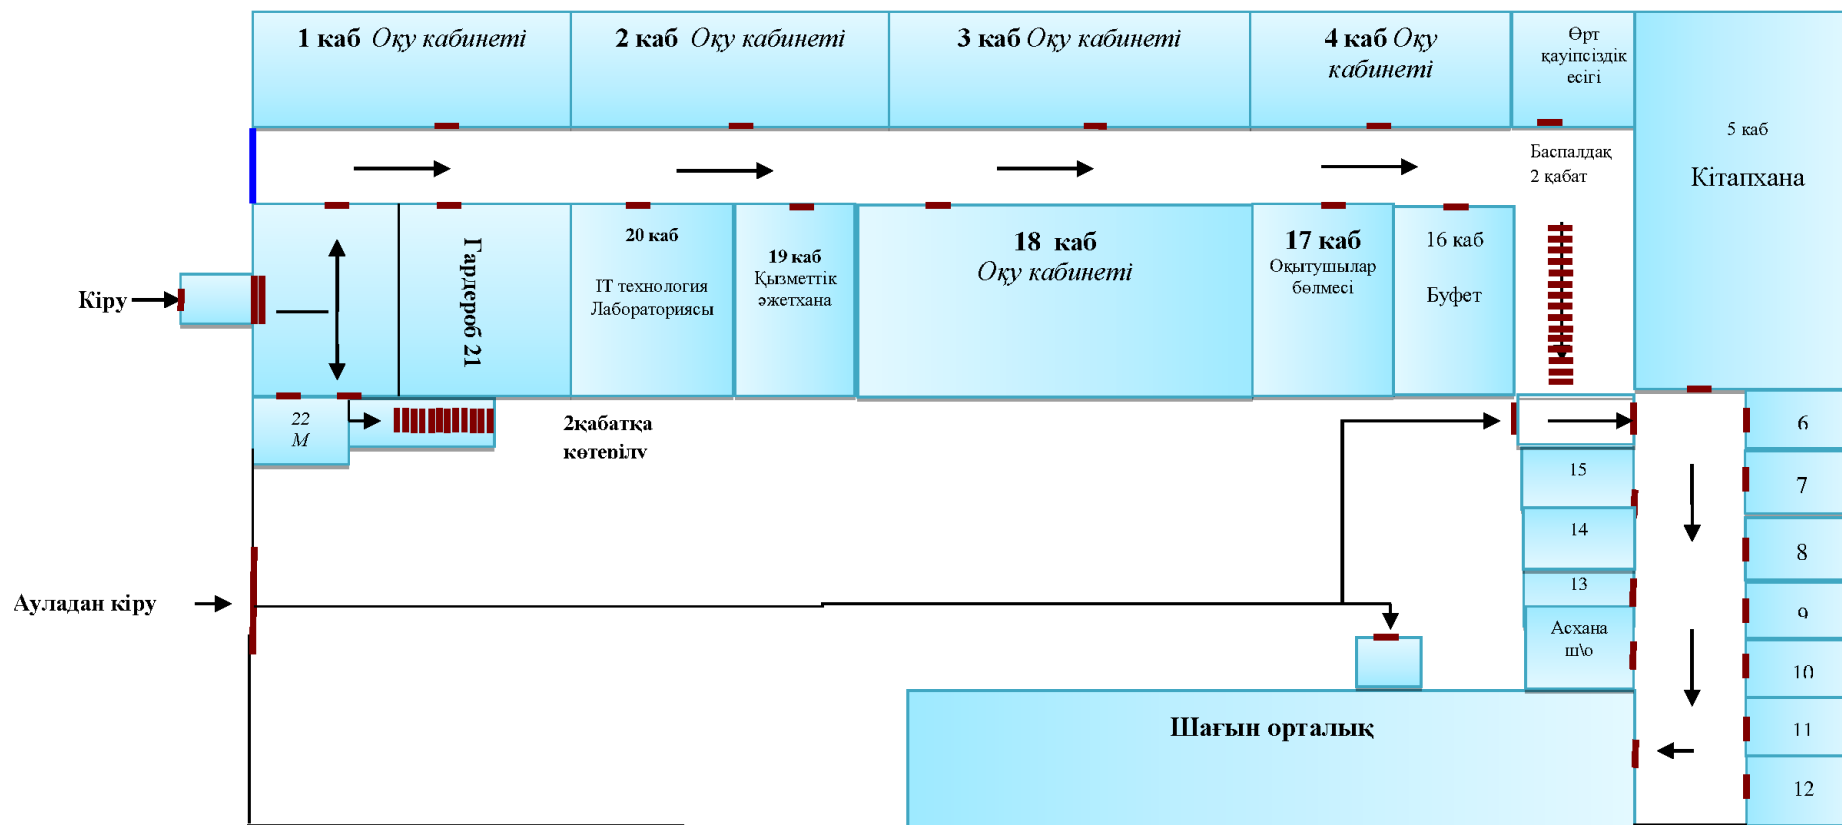 1 каб Оқу кабинеті
2 каб Оқу кабинеті
3 каб Оқу кабинеті
4 каб Оқу
кабинеті
Өрт
қауіпсіздік
есігі
5 каб
Кітапхана
Баспалдақ
2 қабат
Кіру
Гардероб 21
20 каб
IT технология
Лабораториясы
19 каб
Қызметтік
әжетхана
18 каб
Оқу кабинеті
17 каб
Оқытушылар
бөлмесі
16 каб
Буфет
22
М
2қабатқа
көтерілу
6
7
8
9
10
11
12
15
14
13
Асхана
ш\о
Ауладан кіру
Шағын орталық